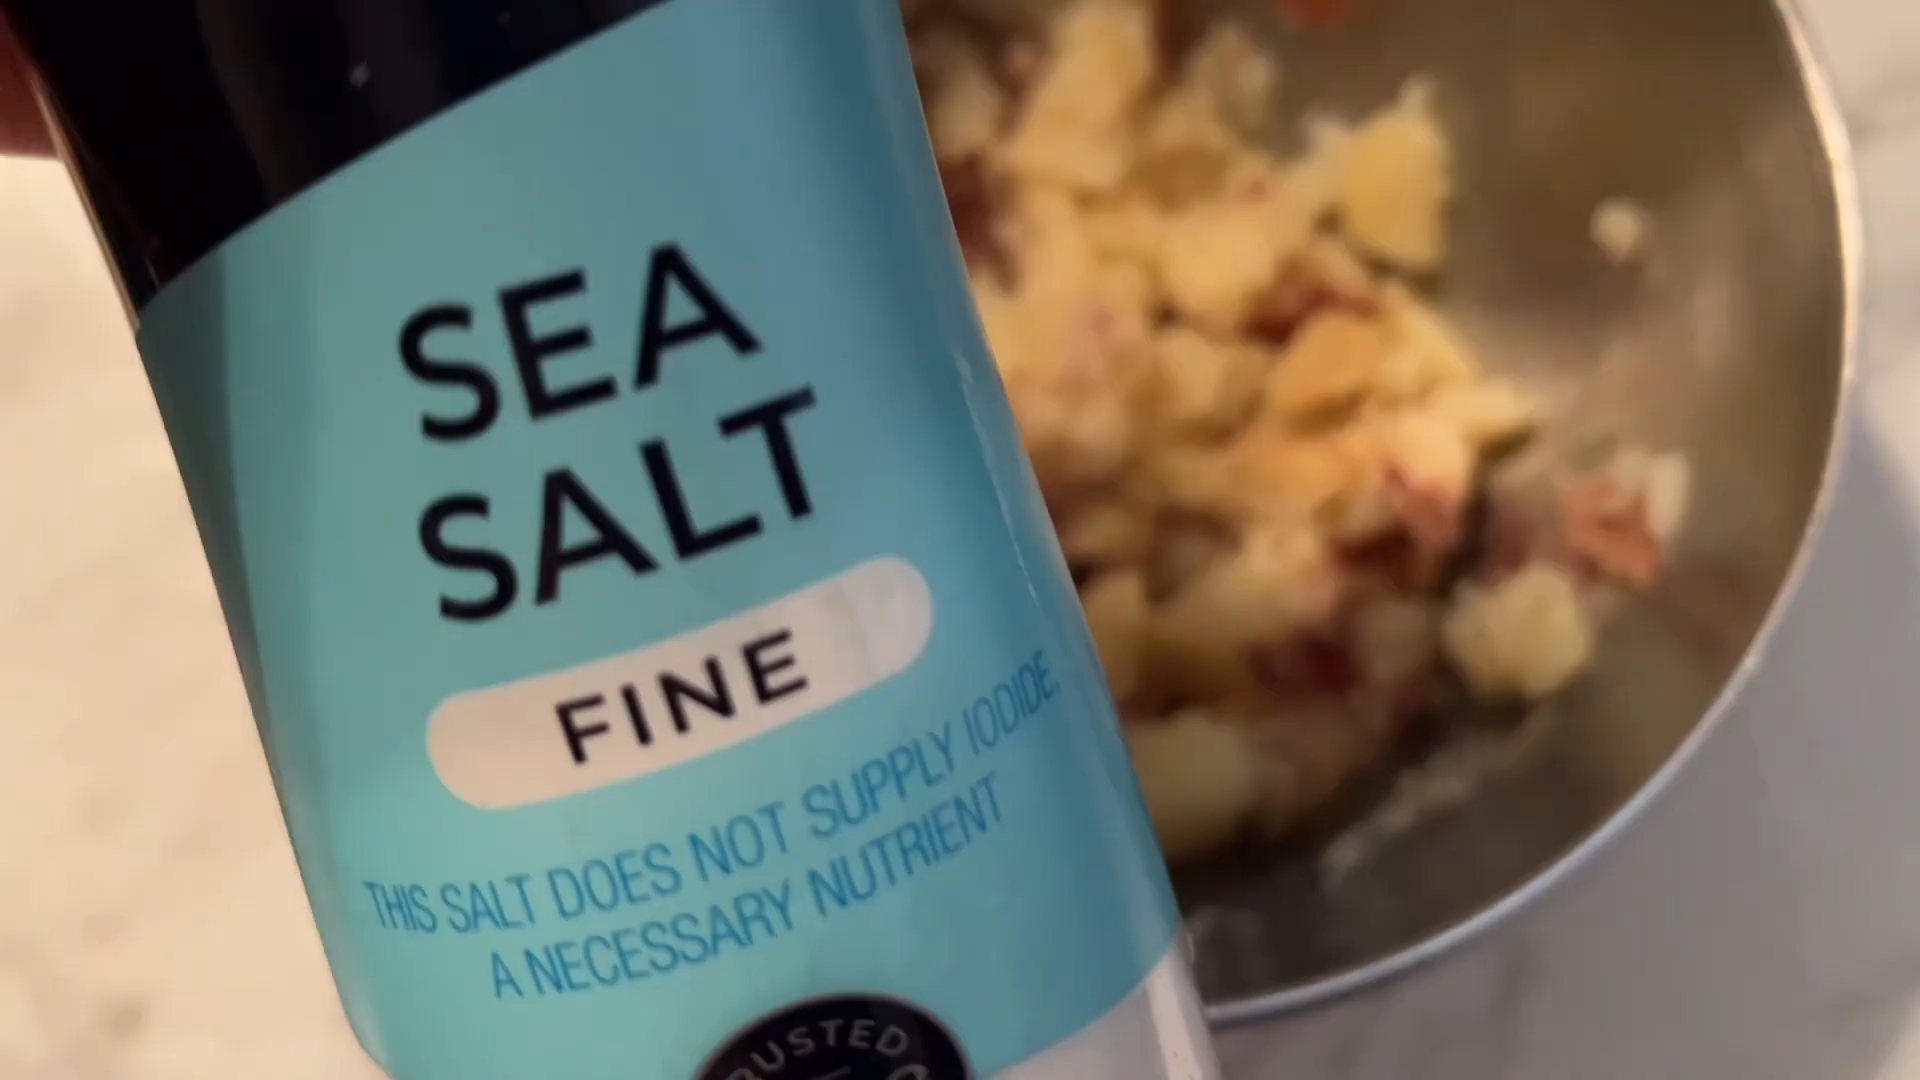 SEA
SALT
FINE
THIS SALT DOES NOT SUPPLY IODIDE,
A NECESSARY NUTRIENT